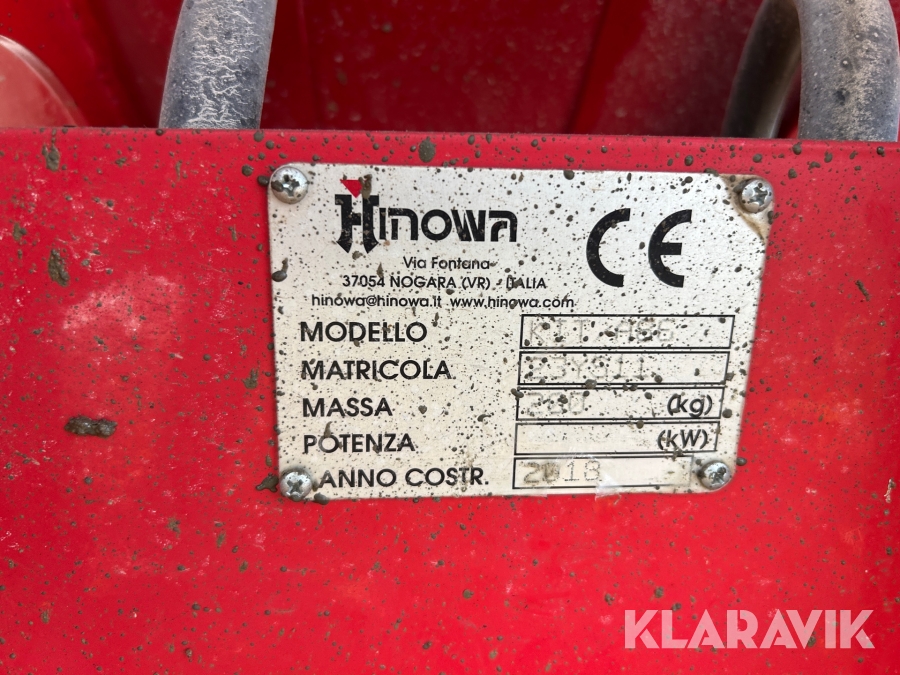 Hinowa
CE
Via Fontana
37054 NOGARA (VR) - ITALIA
hinowa@hinowa.it www.hinowa.com
MODELLO KIT
MATRICOLA
MASSA (kg)
POTENZA (kW)
ANNO COSTR. 2018
KLARAVIK